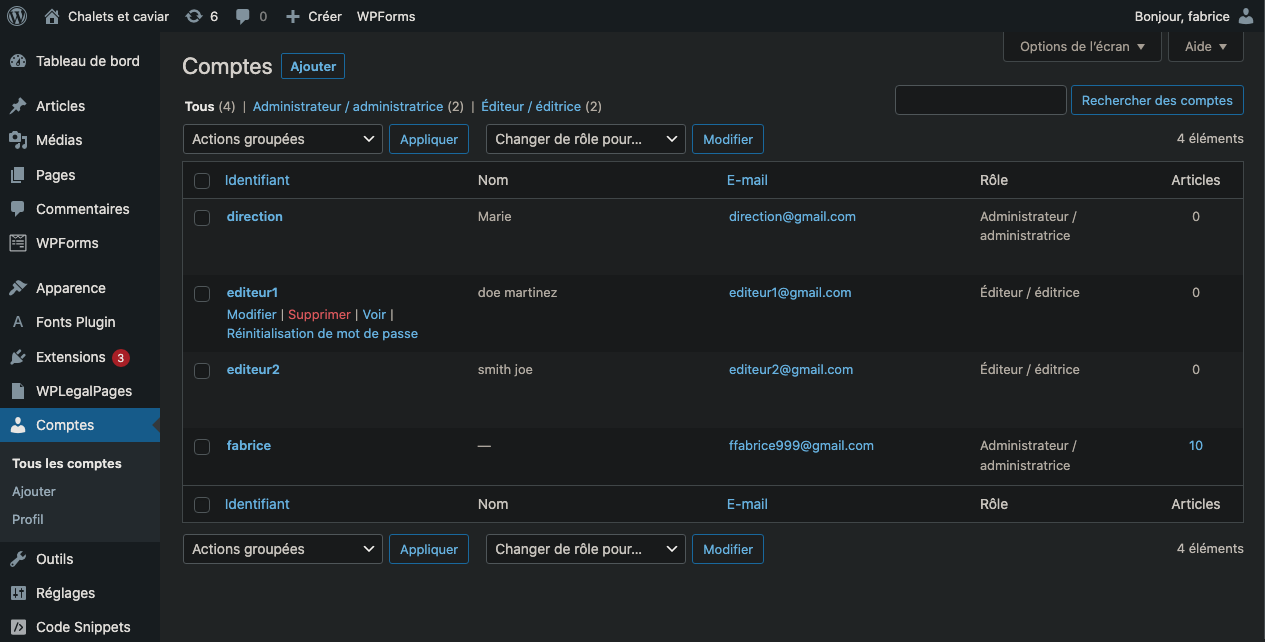 Chalets et caviar 6 0 Créer WPForms Bonjour, fabrice
Options de l'écran ▼ Aide ▼
Tableau de bord
Articles
Médias
Pages
Commentaires
WPForms
Apparence
Fonts Plugin
Extensions 3
WPLegalPages
Comptes
Tous les comptes
Ajouter
Profil
Outils
Réglages
Code Snippets
Comptes Ajouter
Tous (4) | Administrateur / administratrice (2) | Éditeur / éditrice (2)
Rechercher des comptes
Actions groupées Appliquer Changer de rôle pour... Modifier 4 éléments
Identifiant Nom E-mail Rôle Articles
direction Marie direction@gmail.com Administrateur / 0
administratrice
editeur1 doe martinez editeur1@gmail.com Éditeur / éditrice 0
Modifier | Supprimer | Voir |
Réinitialisation de mot de passe
editeur2 smith joe editeur2@gmail.com Éditeur / éditrice 0
fabrice — ffabrice999@gmail.com Administrateur / 10
administratrice
Identifiant Nom E-mail Rôle Articles
Actions groupées Appliquer Changer de rôle pour... Modifier 4 éléments